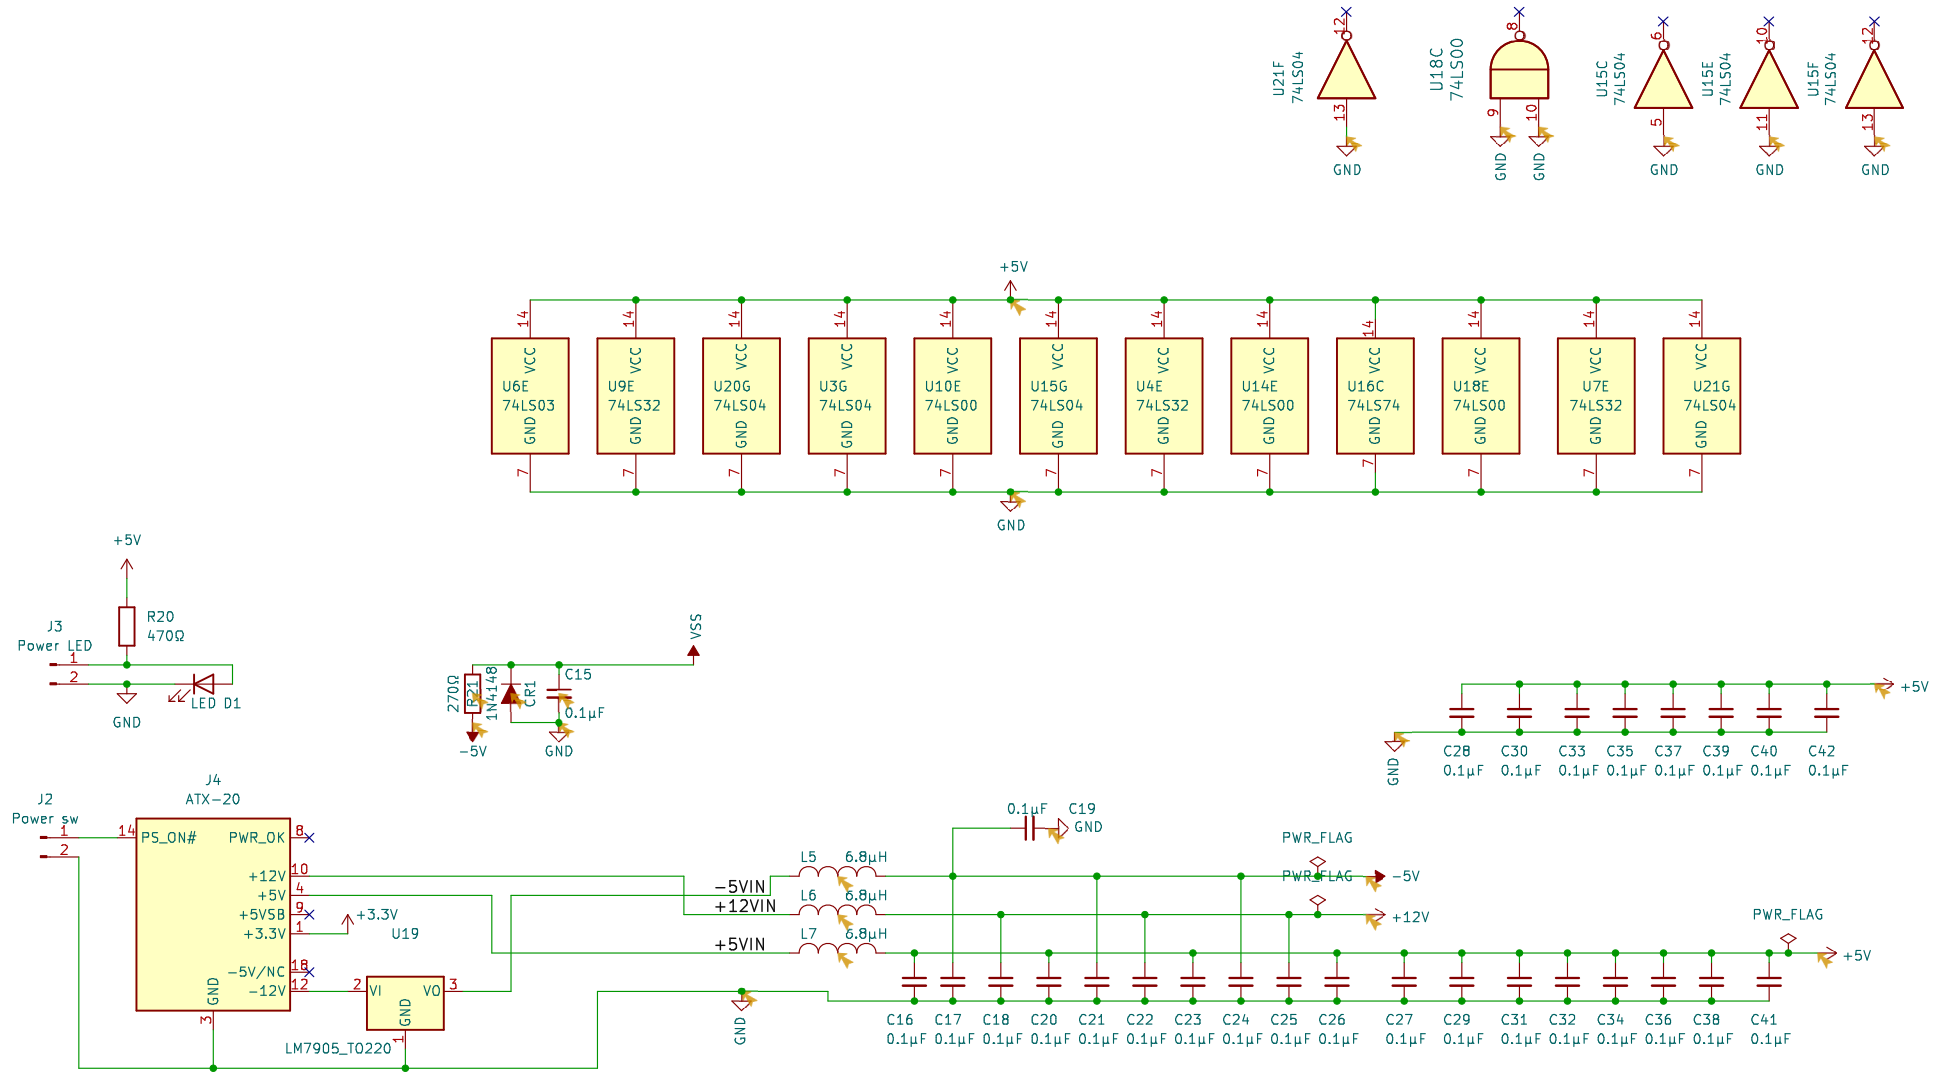 12
8
6
10
12
U21F
74LS04
U18C
74LS00
U15C
74LS04
U15E
74LS04
U15F
74LS04
13
9
10
5
11
13
GND
GND
GND
GND
GND
GND
+5V
14
14
14
14
14
14
14
14
14
14
14
14
VCC
VCC
VCC
VCC
VCC
VCC
VCC
VCC
VCC
VCC
VCC
VCC
U6E
U9E
U20G
U3G
U10E
U15G
U4E
U14E
U16C
U18E
U7E
U21G
74LS03
74LS32
74LS04
74LS04
74LS00
74LS04
74LS32
74LS00
74LS74
74LS00
74LS32
74LS04
GND
GND
GND
GND
GND
GND
GND
GND
GND
GND
GND
GND
7
7
7
7
7
7
7
7
7
7
7
7
GND
+5V
R20
470Ω
J3
Power LED
1
2
LED D1
GND
VSS
270Ω
R21
1N4148
CR1
C15
0.1µF
-5V
GND
+5V
GND
C28 C30 C33 C35 C37 C39 C40 C42
0.1µF 0.1µF 0.1µF 0.1µF 0.1µF 0.1µF 0.1µF 0.1µF
J4
ATX-20
J2
Power sw
1
2
14
PS_ON#
PWR_OK
8
+12V
10
+5V
4
+5VSB
9
+3.3V
1
-5V/NC
18
-12V
12
GND
3
+3.3V
U19
2
VI
VO
3
GND
1
LM7905_TO220
-5VIN
+12VIN
+5VIN
L5 6.8µH
L6 6.8µH
L7 6.8µH
0.1µF C19
GND
PWR_FLAG
PWR_FLAG
-5V
+12V
PWR_FLAG
+5V
GND
C16 C17 C18 C20 C21 C22 C23 C24 C25 C26 C27 C29 C31 C32 C34 C36 C38 C41
0.1µF 0.1µF 0.1µF 0.1µF 0.1µF 0.1µF 0.1µF 0.1µF 0.1µF 0.1µF 0.1µF 0.1µF 0.1µF 0.1µF 0.1µF 0.1µF 0.1µF 0.1µF